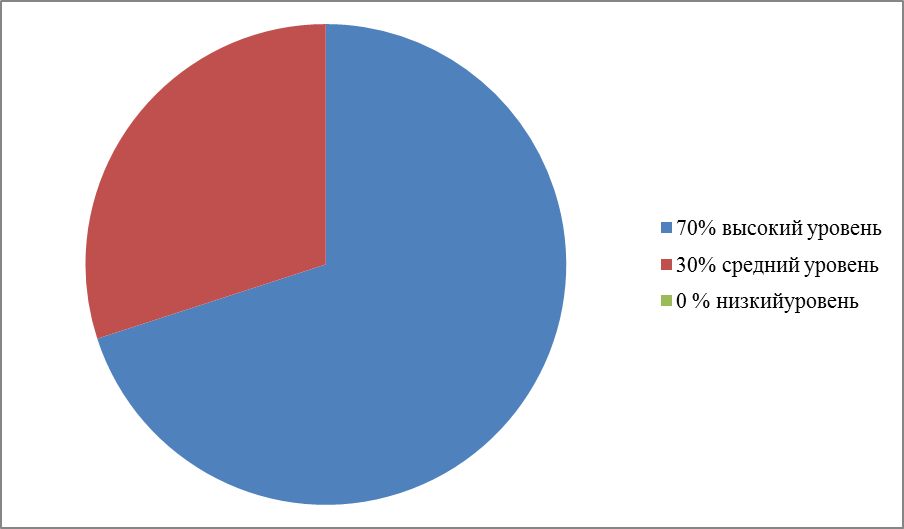 70% высокий уровень
30% средний уровень
0 % низкийуровень